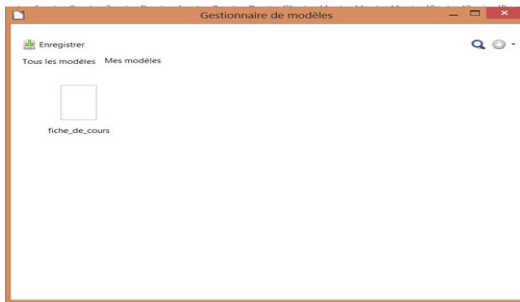 Gestionnaire de modèles
Enregistrer
Tous les modèles Mes modèles
fiche_de_cours